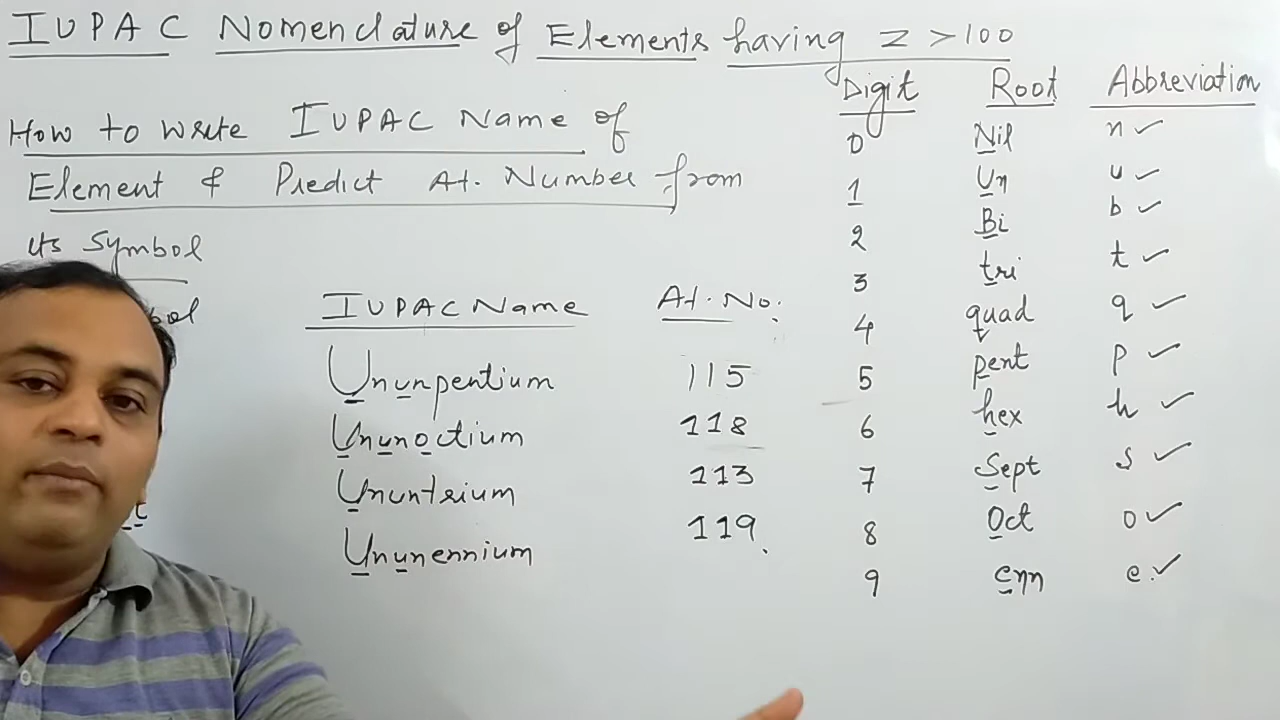 IUPAC Nomenclature of Elements having Z > 100
How to write IUPAC Name of
Element & Predict At. Number from
its Symbol
Digit Root Abbreviation
0 Nil n ✓
1 Un u ✓
2 Bi b ✓
3 tri t ✓
4 quad q ✓
5 pent p ✓
6 hex h ✓
7 Sept s ✓
8 Oct o ✓
9 enn e. ✓
IUPAC Name At. No.
Ununpentium 115
Ununoctium 118
Ununtrium 113
Ununennium 119.